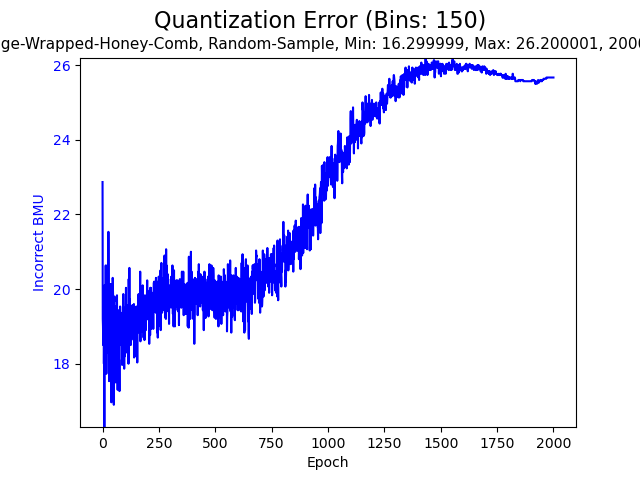 Quantization Error (Bins: 150)
ge-Wrapped-Honey-Comb, Random-Sample, Min: 16.299999, Max: 26.200001, 200
26
24
22
20
18
Incorrect BMU
0 250 500 750 1000 1250 1500 1750 2000
Epoch